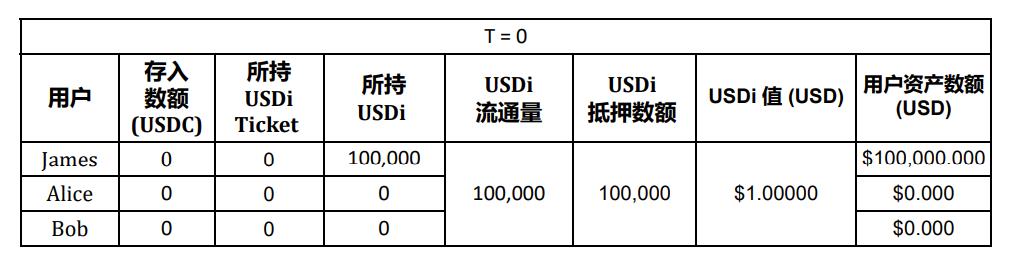 T = 0
用户 存入数额 (USDC) 所持 USDi Ticket 所持 USDi USDi 流通量 USDi 抵押数额 USDi 值 (USD) 用户资产数额 (USD)
James 0 0 100,000 100,000 100,000 $1.00000 $100,000.000
Alice 0 0 0 $0.000
Bob 0 0 0 $0.000